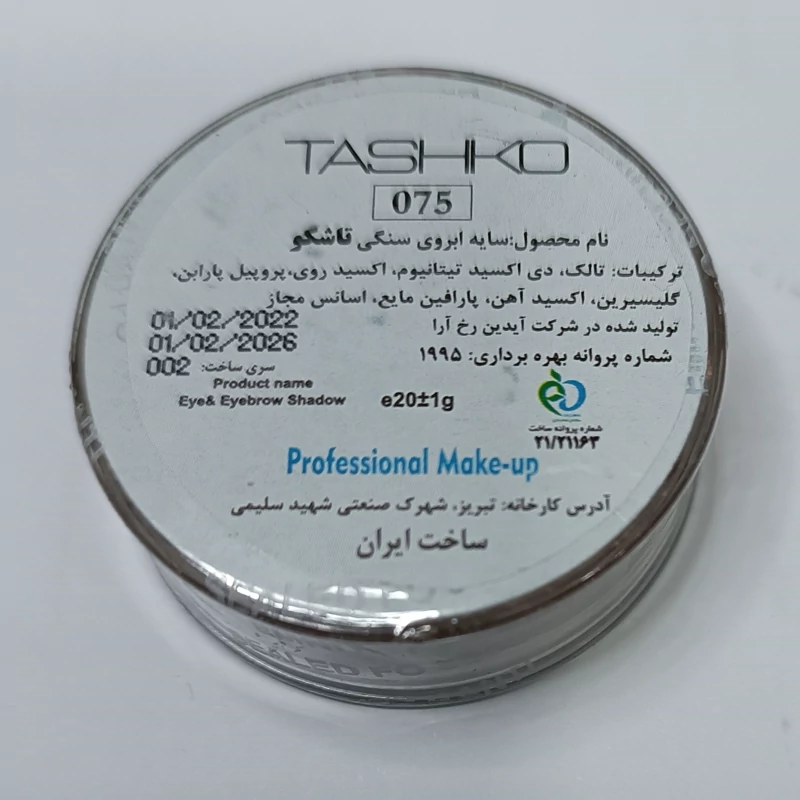 TASHKO
075
نام محصول:سایه ابروی سنگی تاشکو
ترکیبات: تالک، دی اکسید تیتانیوم، اکسید روی،پروپیل پارابن،
گلیسیرین، اکسید آهن، پارافین مایع، اسانس مجاز
تولید شده در شرکت آیدین رخ آرا
01/02/2022
شماره پروانه بهره برداری: ۱۹۹۵
01/02/2026
سری ساخت: 002
Product name
Eye& Eyebrow Shadow
e20±1g
شماره پروانه ساخت
۲۱/۲۱۱۶۳
Professional Make-up
آدرس کارخانه: تبریز، شهرک صنعتی شهید سلیمی
ساخت ایران
SEALED FO